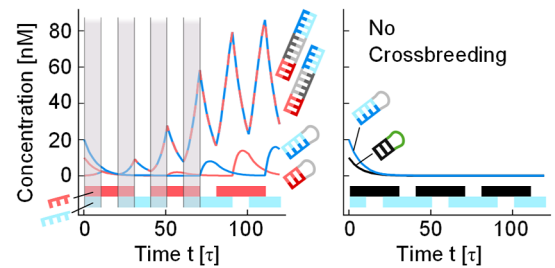 Concentration [nM]
80
60
40
20
0
0
50
100
Time t [τ]
No
Crossbreeding
0
50
100
Time t [τ]